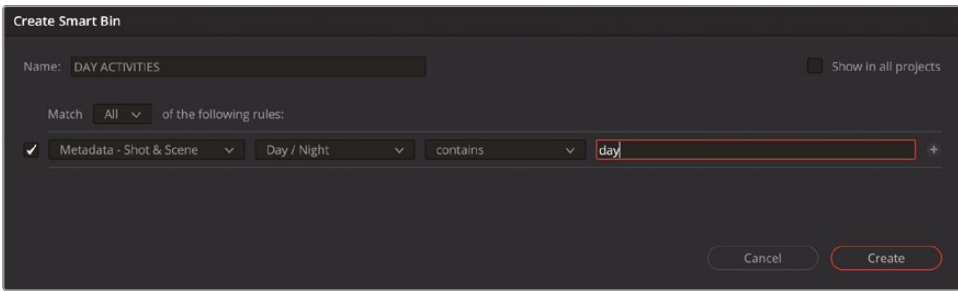 Create Smart Bin
Name: DAY ACTIVITIES Show in all projects
Match All of the following rules:
Metadata - Shot & Scene Day / Night contains day +
Cancel Create